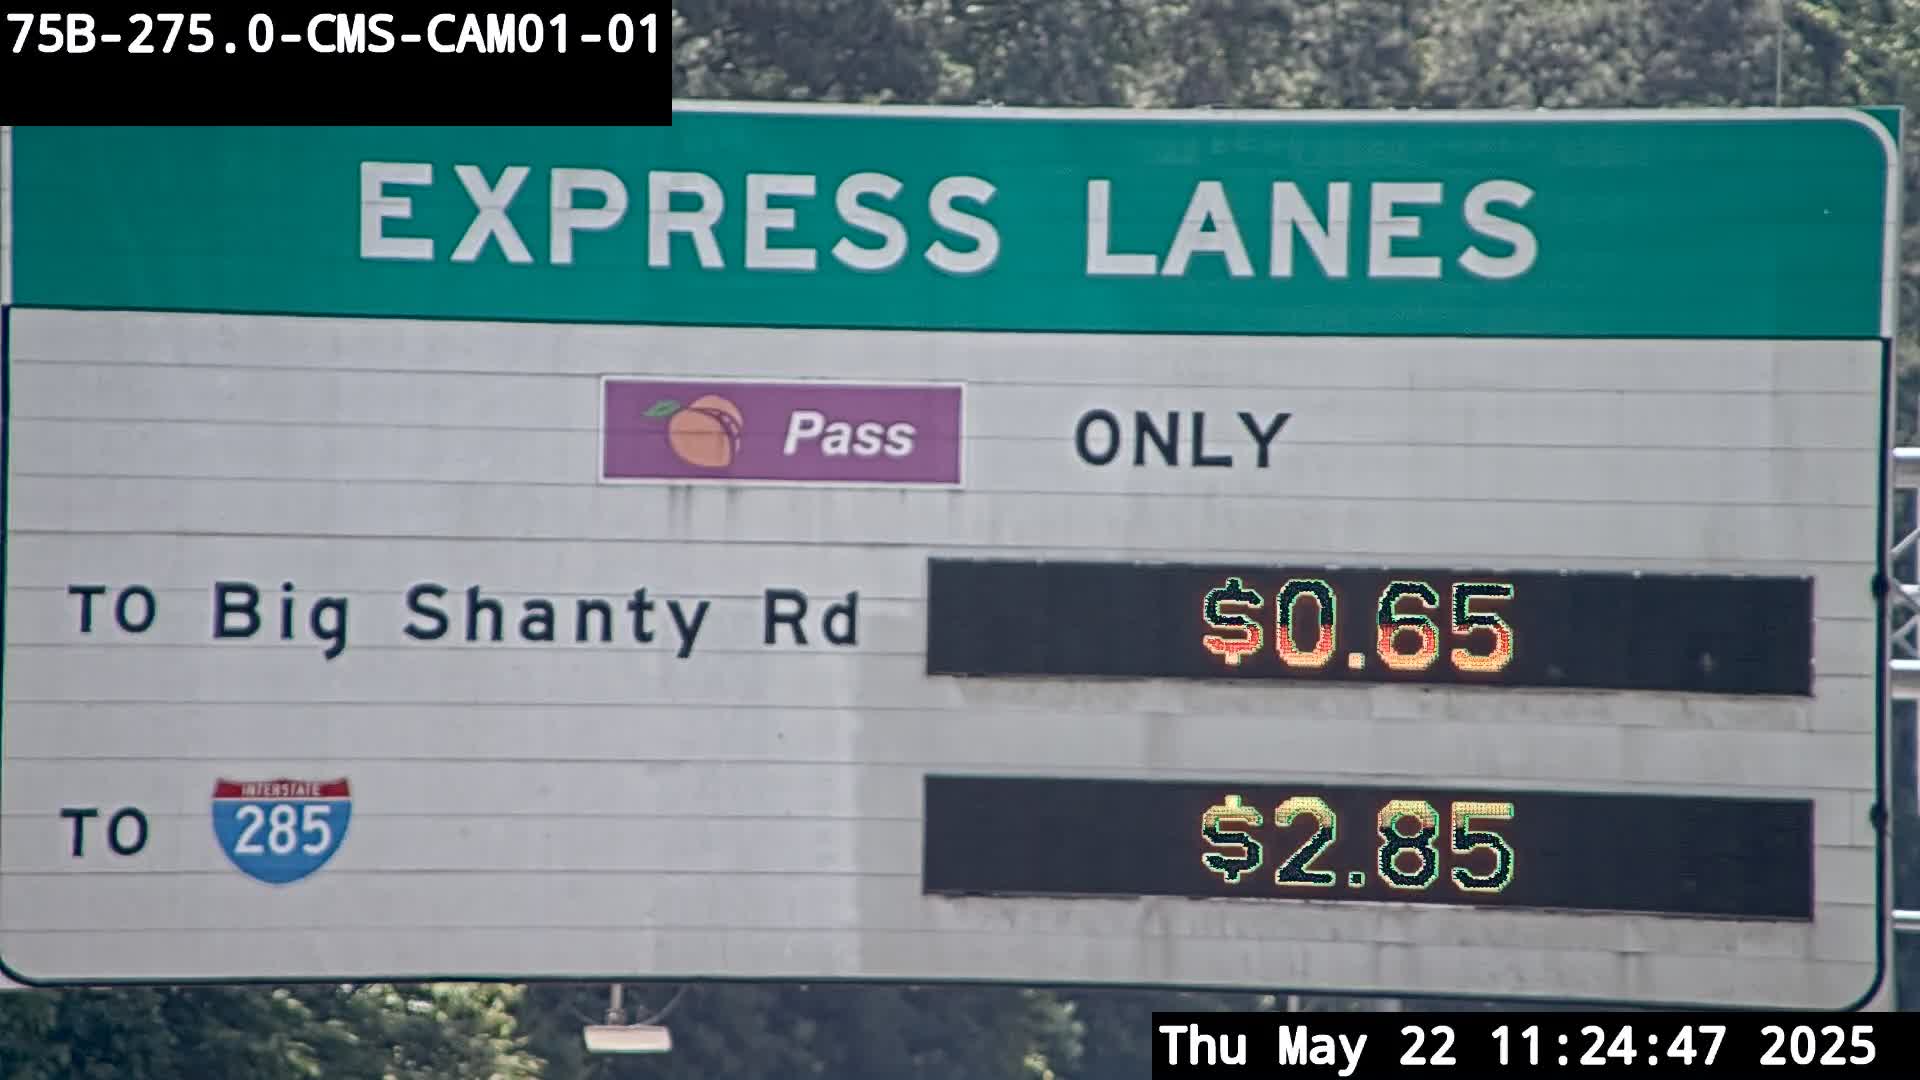 75B-275.0-CMS-CAM01-01
EXPRESS LANES
Pass ONLY
TO Big Shanty Rd $0.65
INTERSTATE
TO 285 $2.85
Thu May 22 11:24:47 2025